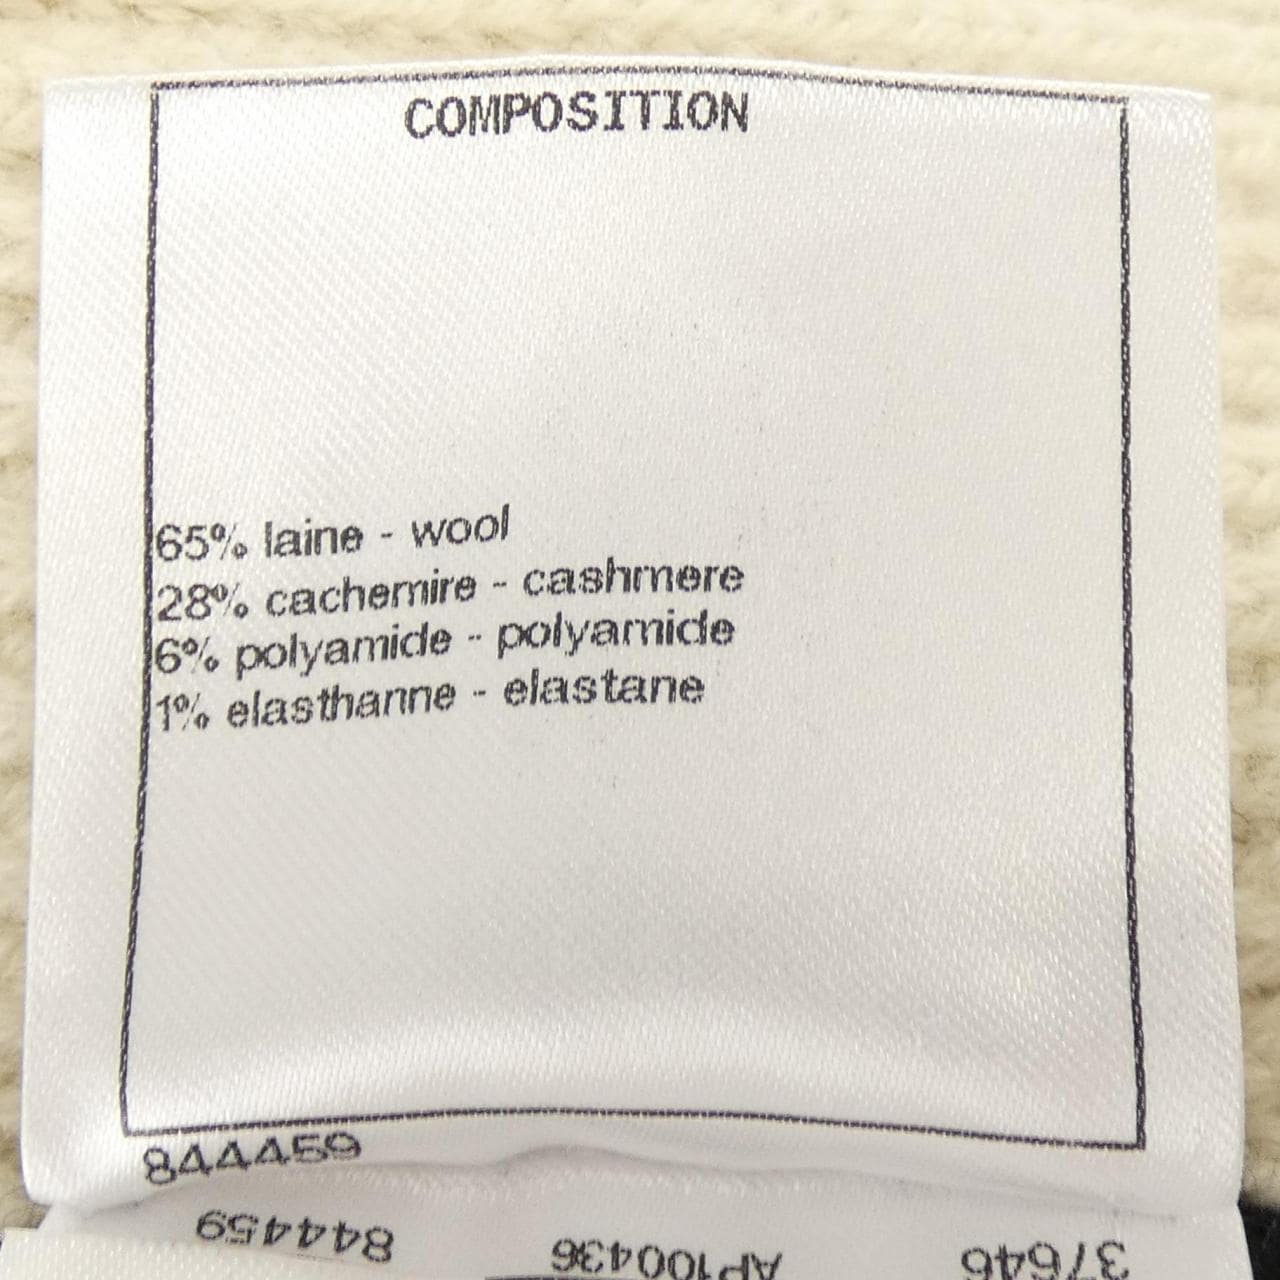 COMPOSITION
65% laine - wool
28% cachemire - cashmere
6% polyamide - polyamide
1% elasthanne - elastane
844459
844459 AP100436 37646